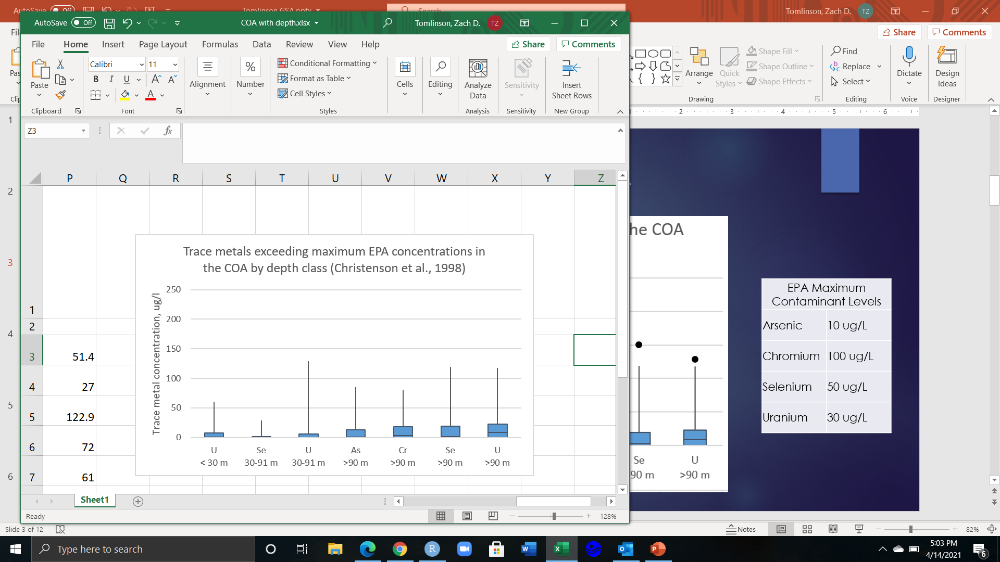 AutoSave Off Tomlinson GSA.pptx Search Tomlinson, Zach D. TZ
AutoSave Off COA with depth.xlsx Tomlinson, Zach D. TZ
File Home Insert Page Layout Formulas Data Review View Help Share Comments
Share Comments
Calibri 11
Paste
B I U A A
A
Clipboard
Font
Alignment
%
Number
Conditional Formatting
Format as Table
Cell Styles
Styles
Cells
Editing
Analyze
Data
Analysis
Sensitivity
Sensitivity
Insert
Sheet Rows
New Group
Arrange
Quick
Styles
Shape Fill
Shape Outline
Shape Effects
Drawing
Find
Replace
Select
Editing
Dictate
Voice
Design
Ideas
Designer
Z3 fx
P Q R S T U V W X Y Z
1
2
3 51.4
4 27
5 122.9
6 72
7 61
Trace metals exceeding maximum EPA concentrations in
the COA by depth class (Christenson et al., 1998)
Trace metal concentration, ug/l
250
200
150
100
50
0
U Se U As Cr Se U
< 30 m 30-91 m 30-91 m >90 m >90 m >90 m >90 m
Sheet1
Ready 128%
1
2
3
4
5
6
2 3 4 5 6
he COA
Se U
90 m >90 m
EPA Maximum
Contaminant Levels
Arsenic 10 ug/L
Chromium 100 ug/L
Selenium 50 ug/L
Uranium 30 ug/L
Slide 3 of 12 Notes 82%
Type here to search
5:03 PM
4/14/2021
6